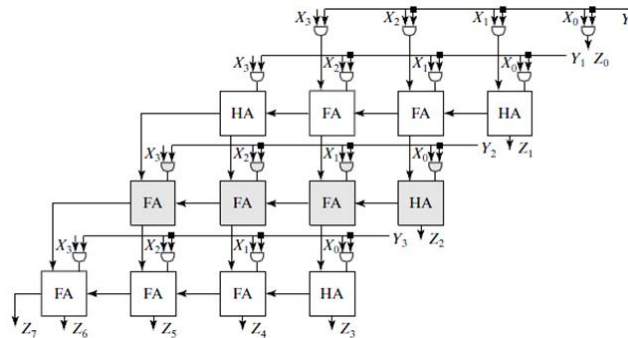 X3 X2 X1 X0 Y
X3 X2 X1 X0 Y1 Z0
HA FA FA HA
Z1
X3 X2 X1 X0 Y2
FA FA FA HA
X3 X2 X1 X0 Y3 Z2
FA FA FA HA
Z7 Z6 Z5 Z4 Z3